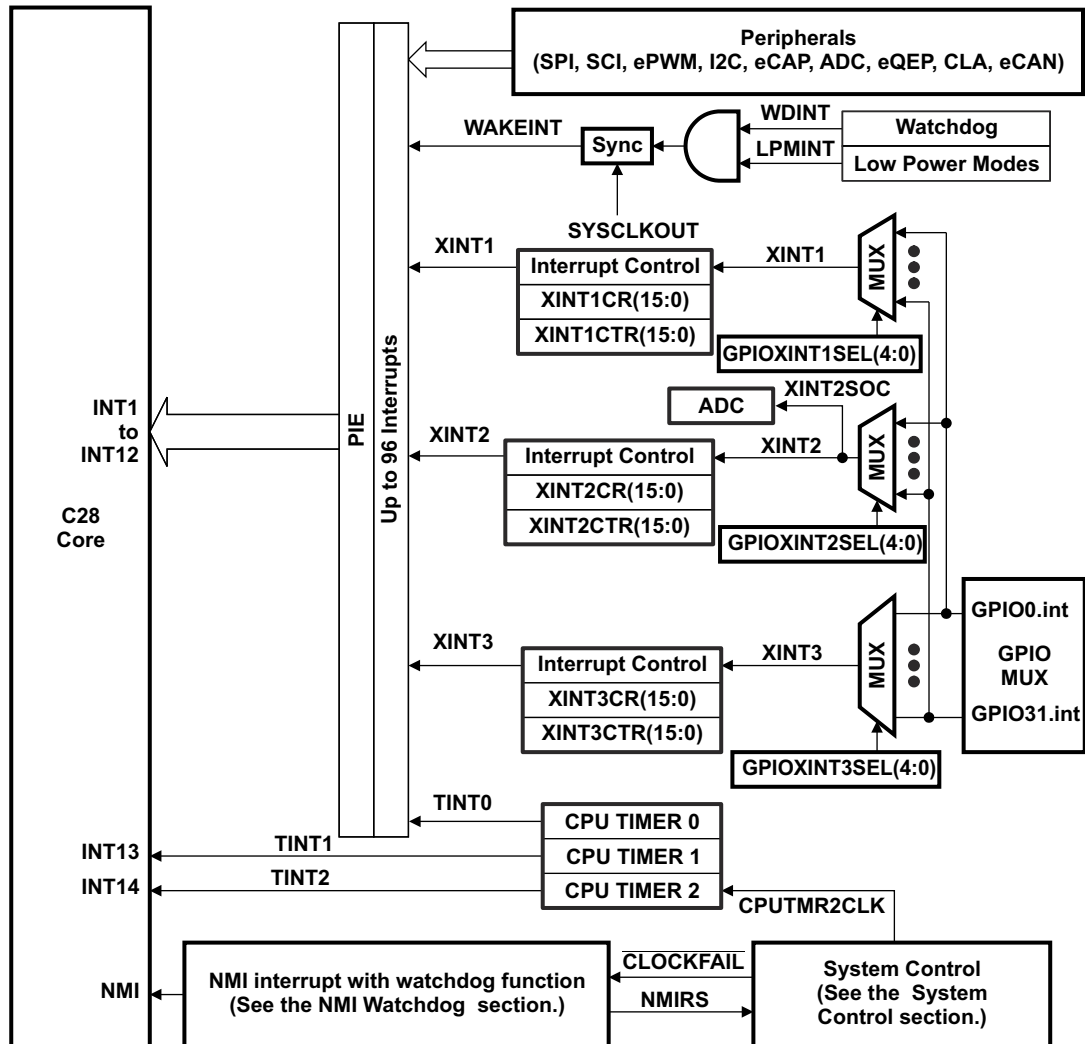 Peripherals
(SPI, SCI, ePWM, I2C, eCAP, ADC, eQEP, CLA, eCAN)
WAKEINT
Sync
WDINT
LPMINT
Watchdog
Low Power Modes
SYSCLKOUT
XINT1
Interrupt Control
XINT1CR(15:0)
XINT1CTR(15:0)
XINT1
MUX
GPIOXINT1SEL(4:0)
XINT2SOC
ADC
INT1
to
INT12
PIE
Up to 96 Interrupts
XINT2
Interrupt Control
XINT2CR(15:0)
XINT2CTR(15:0)
XINT2
MUX
GPIOXINT2SEL(4:0)
C28
Core
XINT3
Interrupt Control
XINT3CR(15:0)
XINT3CTR(15:0)
XINT3
MUX
GPIOXINT3SEL(4:0)
GPIO0.int
GPIO
MUX
GPIO31.int
TINT0
CPU TIMER 0
INT13
TINT1
CPU TIMER 1
INT14
TINT2
CPU TIMER 2
CPUTMR2CLK
NMI
NMI interrupt with watchdog function
(See the NMI Watchdog section.)
CLOCKFAIL
NMIRS
System Control
(See the System
Control section.)